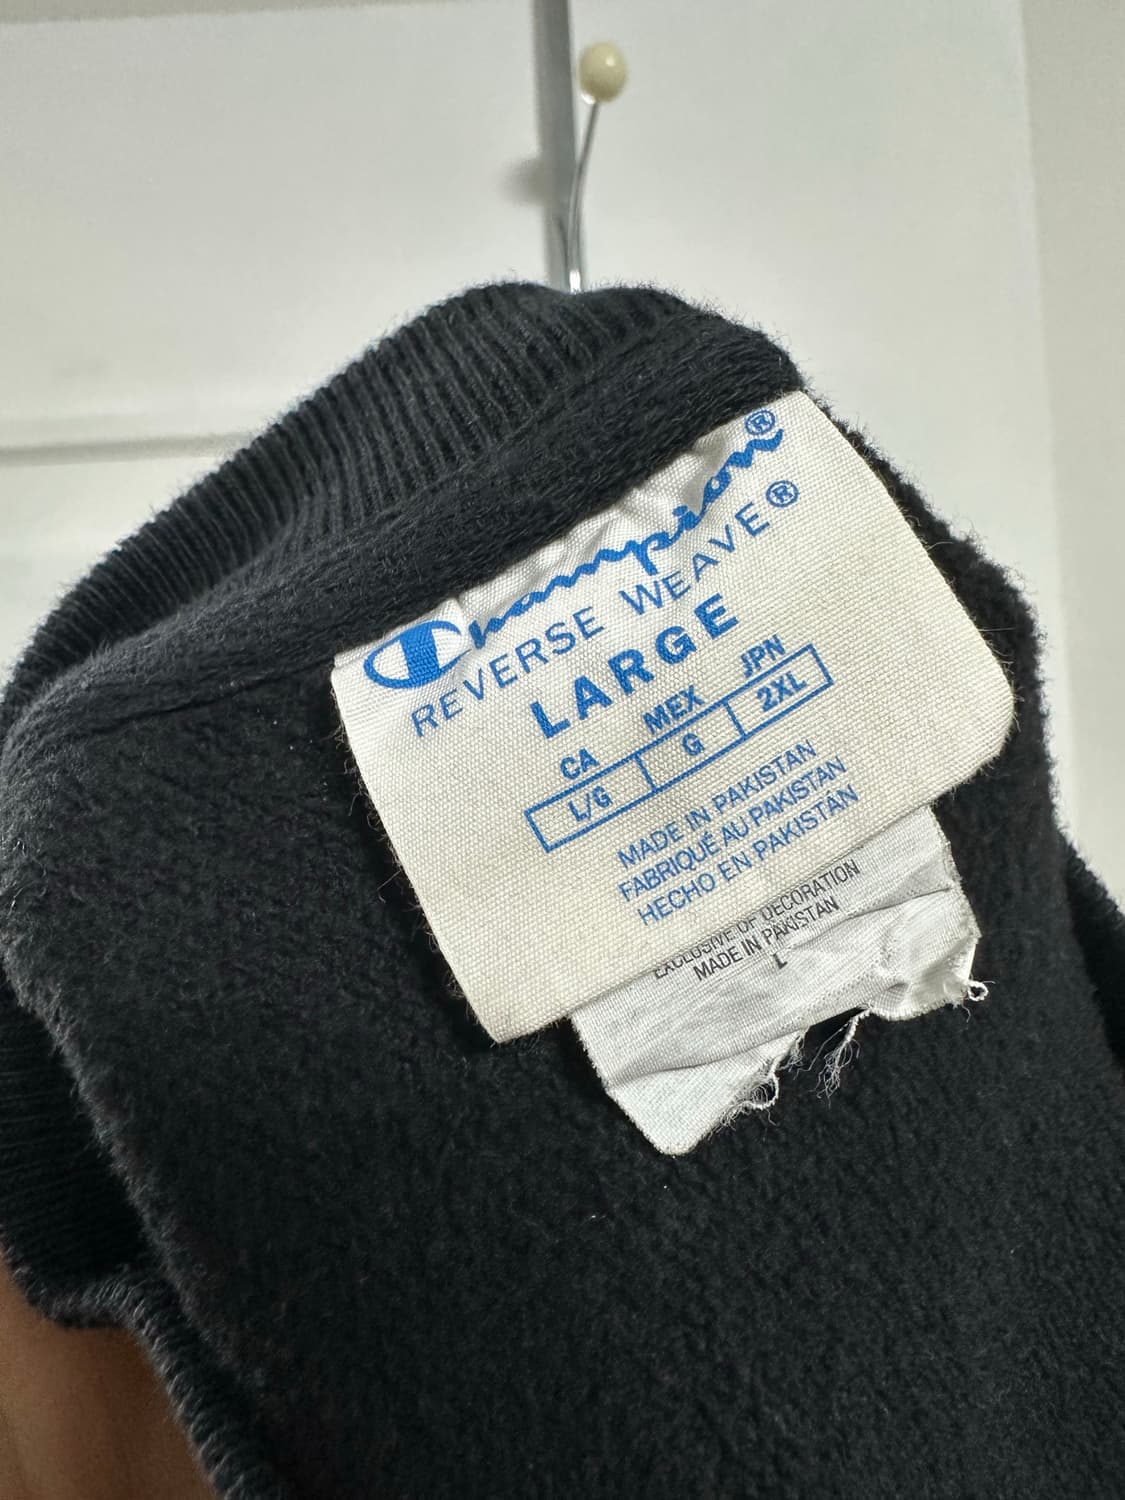 Champion®
REVERSE WEAVE®
LARGE
CA MEX JPN
L/G G 2XL
MADE IN PAKISTAN
FABRIQUÉ AU PAKISTAN
HECHO EN PAKISTÁN
EXCLUSIVE OF DECORATION
MADE IN PAKISTAN
L